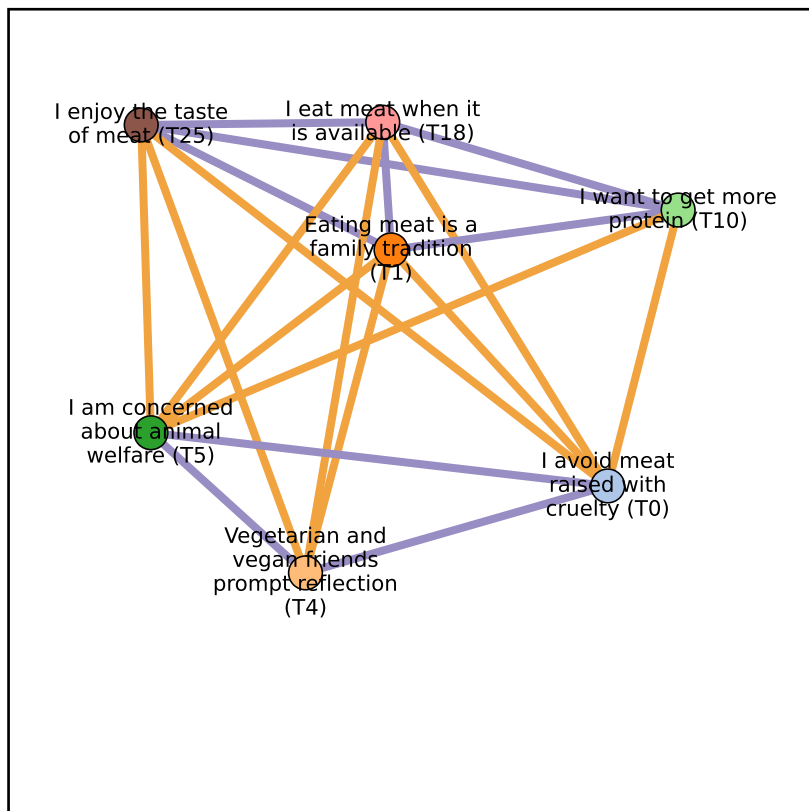 I enjoy the taste
of meat (T25)
I eat meat when it
is available (T18)
I want to get more
protein (T10)
Eating meat is a
family tradition
(T1)
I am concerned
about animal
welfare (T5)
I avoid meat
raised with
cruelty (T0)
Vegetarian and
vegan friends
prompt reflection
(T4)